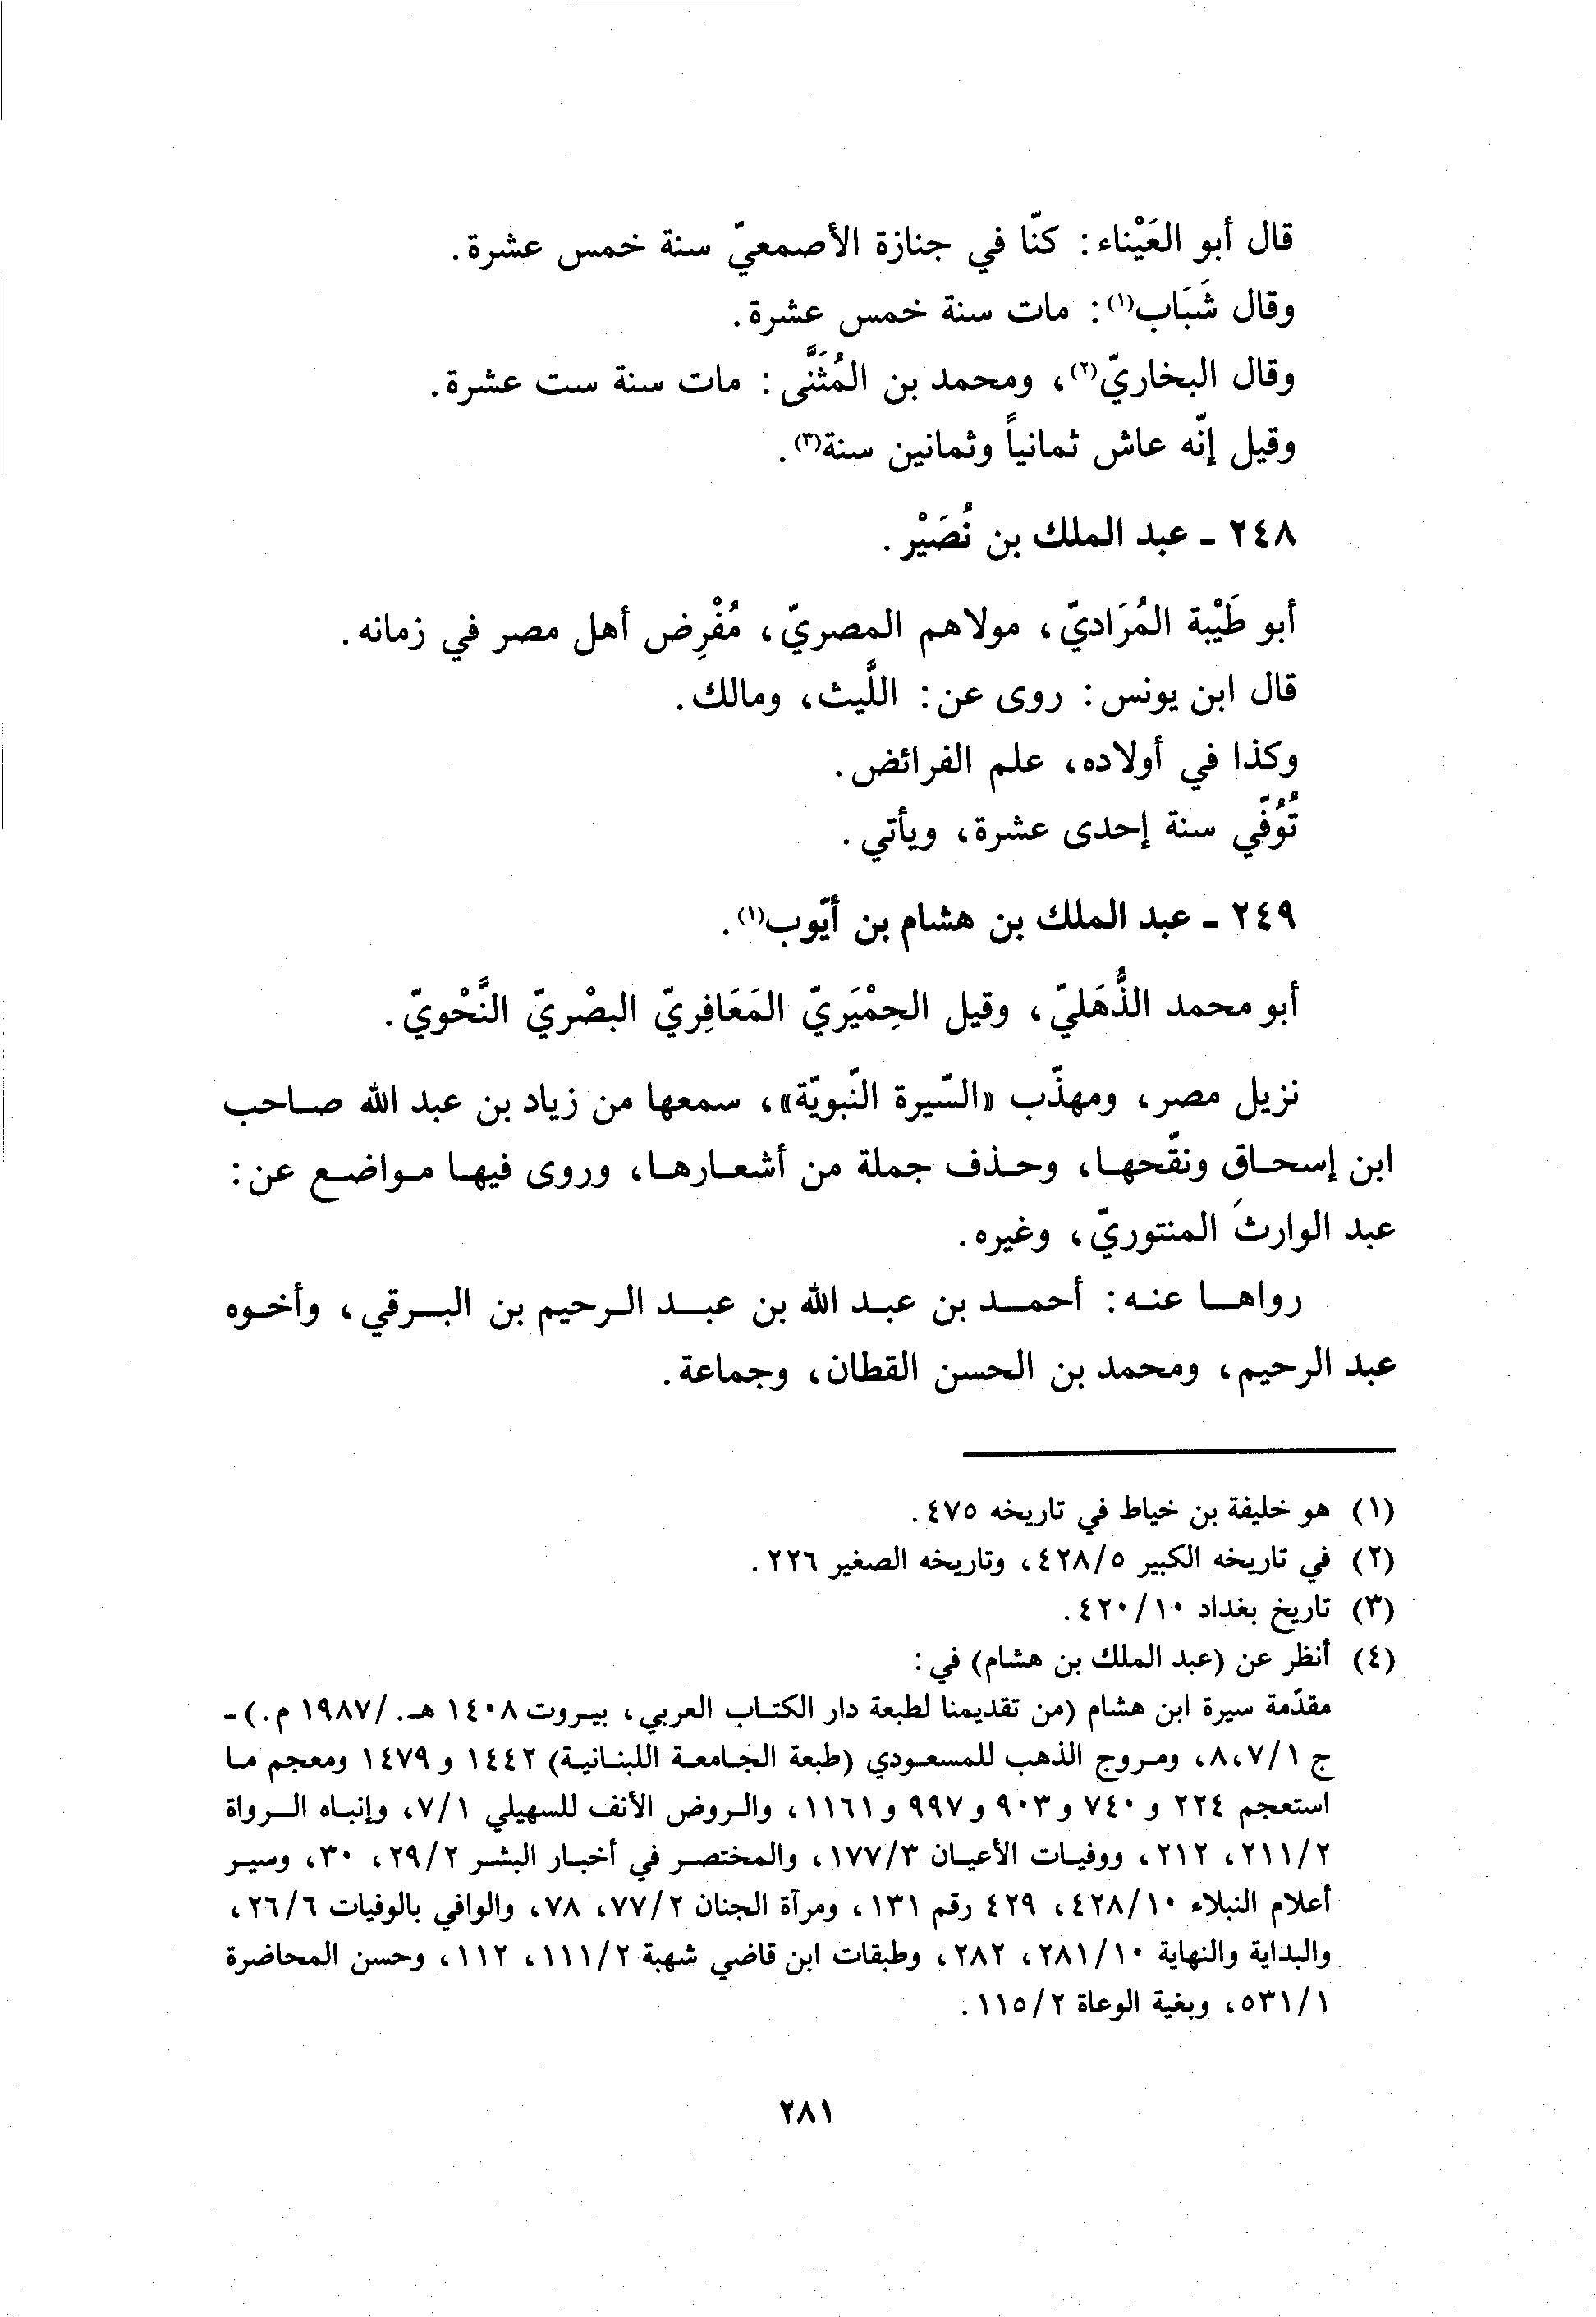 قال أبو العَيْناء: كنّا في جنازة الأصمعيّ سنة خمس عشرة.
وقال شَبَاب(١): مات سنة خمس عشرة.
وقال البخاريّ(٢)، ومحمد بن المُثَنَّى: مات سنة ست عشرة.
وقيل إنّه عاش ثمانياً وثمانين سنة(٣).
٢٤٨ - عبد الملك بن نُصَيْر.
أبو طَيْبة المُرَاديّ، مولاهم المصريّ، مُفْرِض أهل مصر في زمانه.
قال ابن يونس: روى عن: اللَّيث، ومالك.
وكذا في أولاده، علم الفرائض.
تُوُفّي سنة إحدى عشرة، ويأتي.
٢٤٩ - عبد الملك بن هشام بن أيّوب(١).
أبو محمد الذُّهَليّ، وقيل الحِمْيَريّ المَعَافِريّ البصْريّ النَّحْويّ.
نزيل مصر، ومهذّب «السّيرة النّبويّة»، سمعها من زياد بن عبد الله صاحب
ابن إسحاق ونقّحها، وحذف جملة من أشعارها، وروى فيها مواضع عن:
عبد الوارثَ المنتوريّ، وغيره.
رواها عنه: أحمد بن عبد الله بن عبد الرحيم بن البرقي، وأخوه
عبد الرحيم، ومحمد بن الحسن القطان، وجماعة.
(١) هو خليفة بن خياط في تاريخه ٤٧٥.
(٢) في تاريخه الكبير ٤٢٨/٥، وتاريخه الصغير ٢٢٦.
(٣) تاريخ بغداد ٤٢٠/١٠.
(٤) أنظر عن (عبد الملك بن هشام) في:
مقدّمة سيرة ابن هشام (من تقديمنا لطبعة دار الكتاب العربي، بيروت ١٤٠٨ هـ./١٩٨٧ م.) -
ج ٨،٧/١، ومروج الذهب للمسعودي (طبعة الجامعة اللبنانية) ١٤٤٢ و ١٤٧٩ ومعجم ما
استعجم ٢٢٤ و ٧٤٠ و٩٠٣ و٩٩٧ و١١٦١، والروض الأنف للسهيلي ٧/١، وإنباه الرواة
٢١١/٢، ٢١٢، ووفيات الأعيان ١٧٧/٣، والمختصر في أخبار البشر ٢٩/٢، ٣٠، وسير
أعلام النبلاء ٤٢٨/١٠، ٤٢٩ رقم ١٣١، ومرآة الجنان ٧٧/٢، ٧٨، والوافي بالوفيات ٢٦/٦،
والبداية والنهاية ٢٨١/١٠، ٢٨٢، وطبقات ابن قاضي شهبة ١١١/٢، ١١٢، وحسن المحاضرة
٥٣١/١، وبغية الوعاة ١١٥/٢.
٢٨١